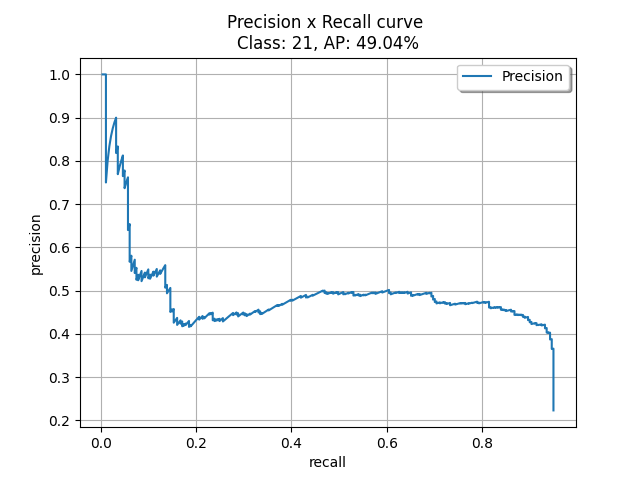 Precision x Recall curve
Class: 21, AP: 49.04%
Precision
1.0
0.9
0.8
0.7
0.6
0.5
0.4
0.3
0.2
precision
0.0 0.2 0.4 0.6 0.8
recall